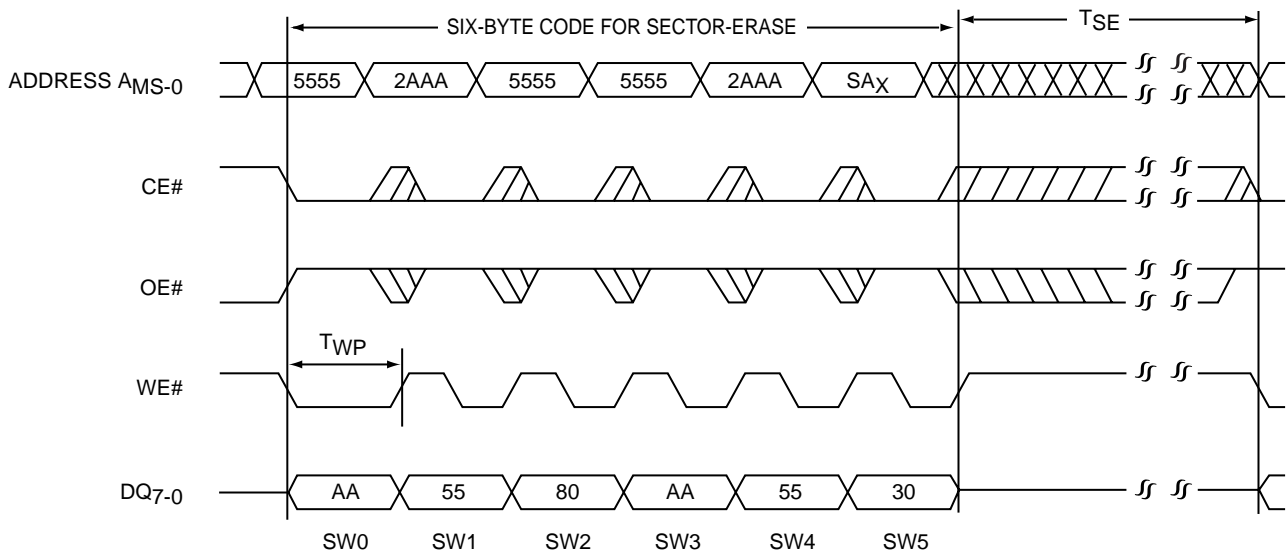 SIX-BYTE CODE FOR SECTOR-ERASE TSE
ADDRESS AMS-0 5555 2AAA 5555 5555 2AAA SAX
CE#
OE#
TWP
WE#
DQ7-0 AA 55 80 AA 55 30
SW0 SW1 SW2 SW3 SW4 SW5